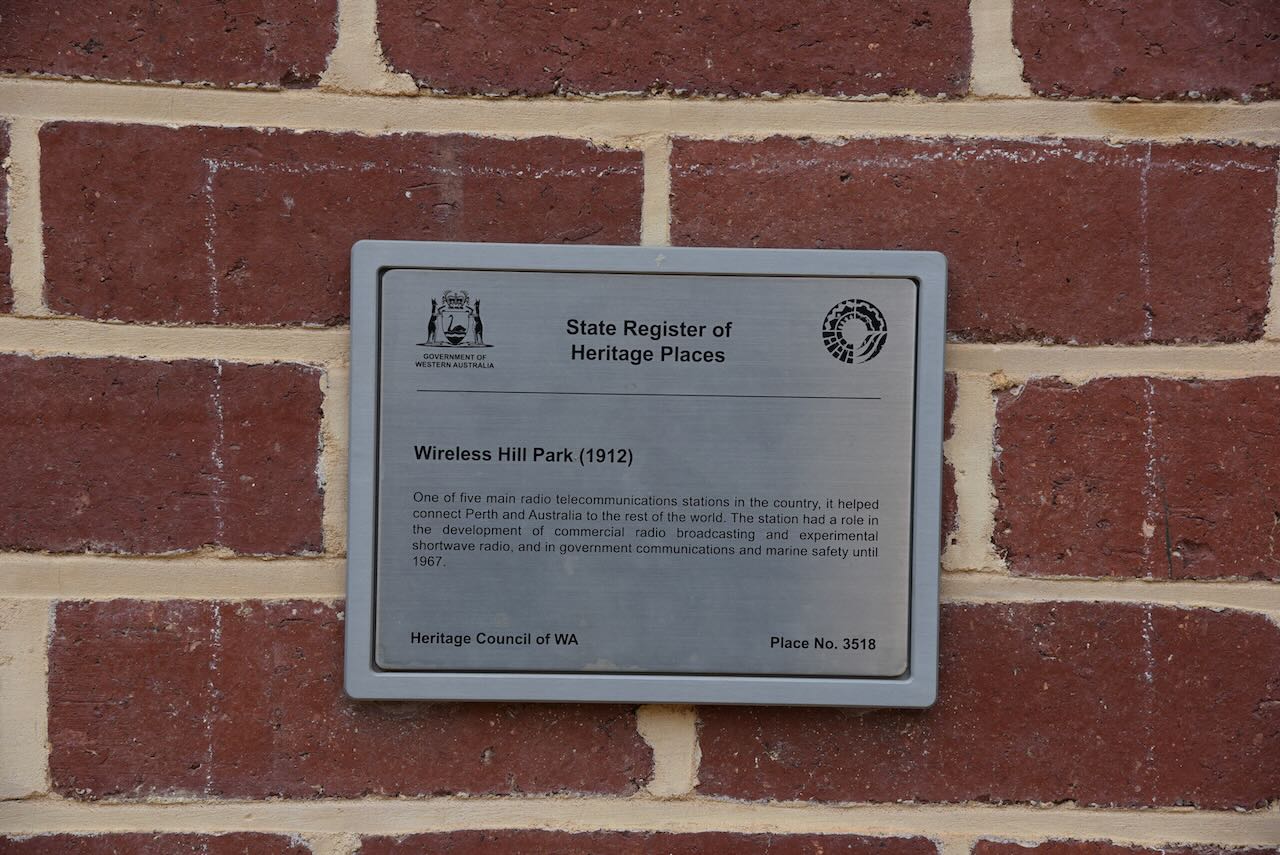 GOVERNMENT OF
WESTERN AUSTRALIA
State Register of
Heritage Places
Wireless Hill Park (1912)
One of five main radio telecommunications stations in the country, it helped
connect Perth and Australia to the rest of the world. The station had a role in
the development of commercial radio broadcasting and experimental
shortwave radio, and in government communications and marine safety until
1967.
Heritage Council of WA
Place No. 3518